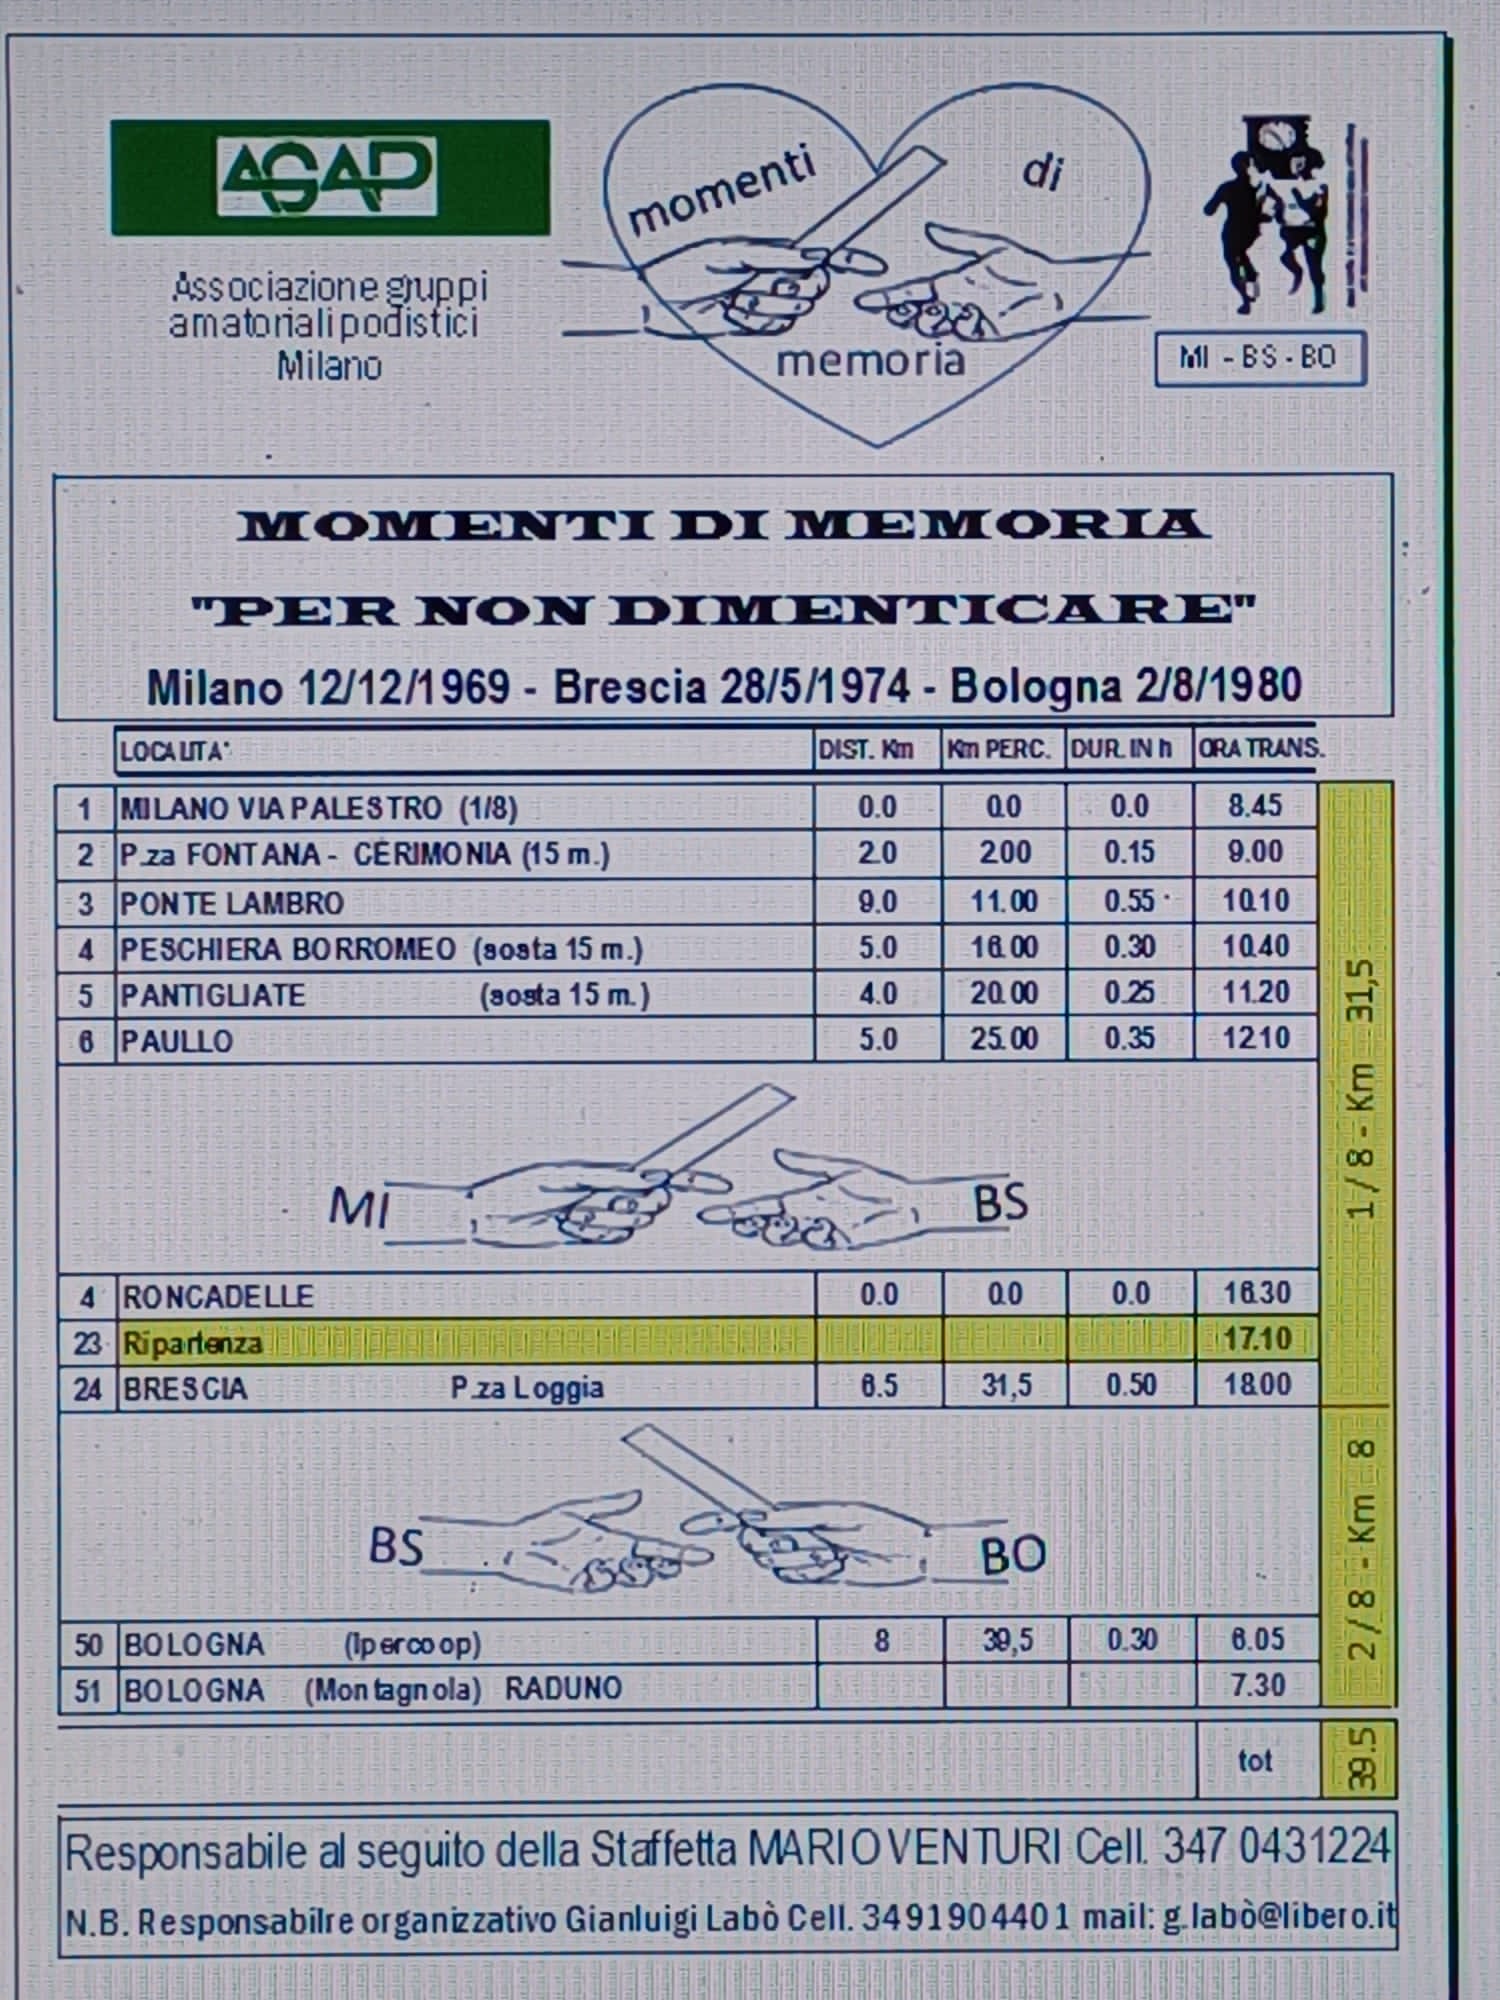 AGAP
Associazione gruppi
amatoriali podistici
Milano
momenti di
memoria
MI - BS - BO
MOMENTI DI MEMORIA
"PER NON DIMENTICARE"
Milano 12/12/1969 - Brescia 28/5/1974 - Bologna 2/8/1980
LOCALITA' DIST. Km Km PERC. DUR. IN h ORA TRANS.
1 MILANO VIA PALESTRO (1/8) 0.0 0.0 0.0 8.45
2 P.za FONTANA - CERIMONIA (15 m.) 2.0 2.00 0.15 9.00
3 PONTE LAMBRO 9.0 11.00 0.55 10.10
4 PESCHIERA BORROMEO (sosta 15 m.) 5.0 16.00 0.30 10.40
5 PANTIGLIATE (sosta 15 m.) 4.0 20.00 0.25 11.20
6 PAULLO 5.0 25.00 0.35 12.10
1 / 8 - Km 31,5
MI BS
4 RONCADELLE 0.0 0.0 0.0 16.30
23 Ripartenza 17.10
24 BRESCIA P.za Loggia 6.5 31,5 0.50 18.00
2 / 8 - Km 8
BS BO
50 BOLOGNA (Ipercoop) 8 39,5 0.30 6.05
51 BOLOGNA (Montagnola) RADUNO 7.30
tot 39.5
Responsabile al seguito della Staffetta MARIO VENTURI Cell. 347 0431224
N.B. Responsabilre organizzativo Gianluigi Labò Cell. 3491904401 mail: g.labò@libero.it